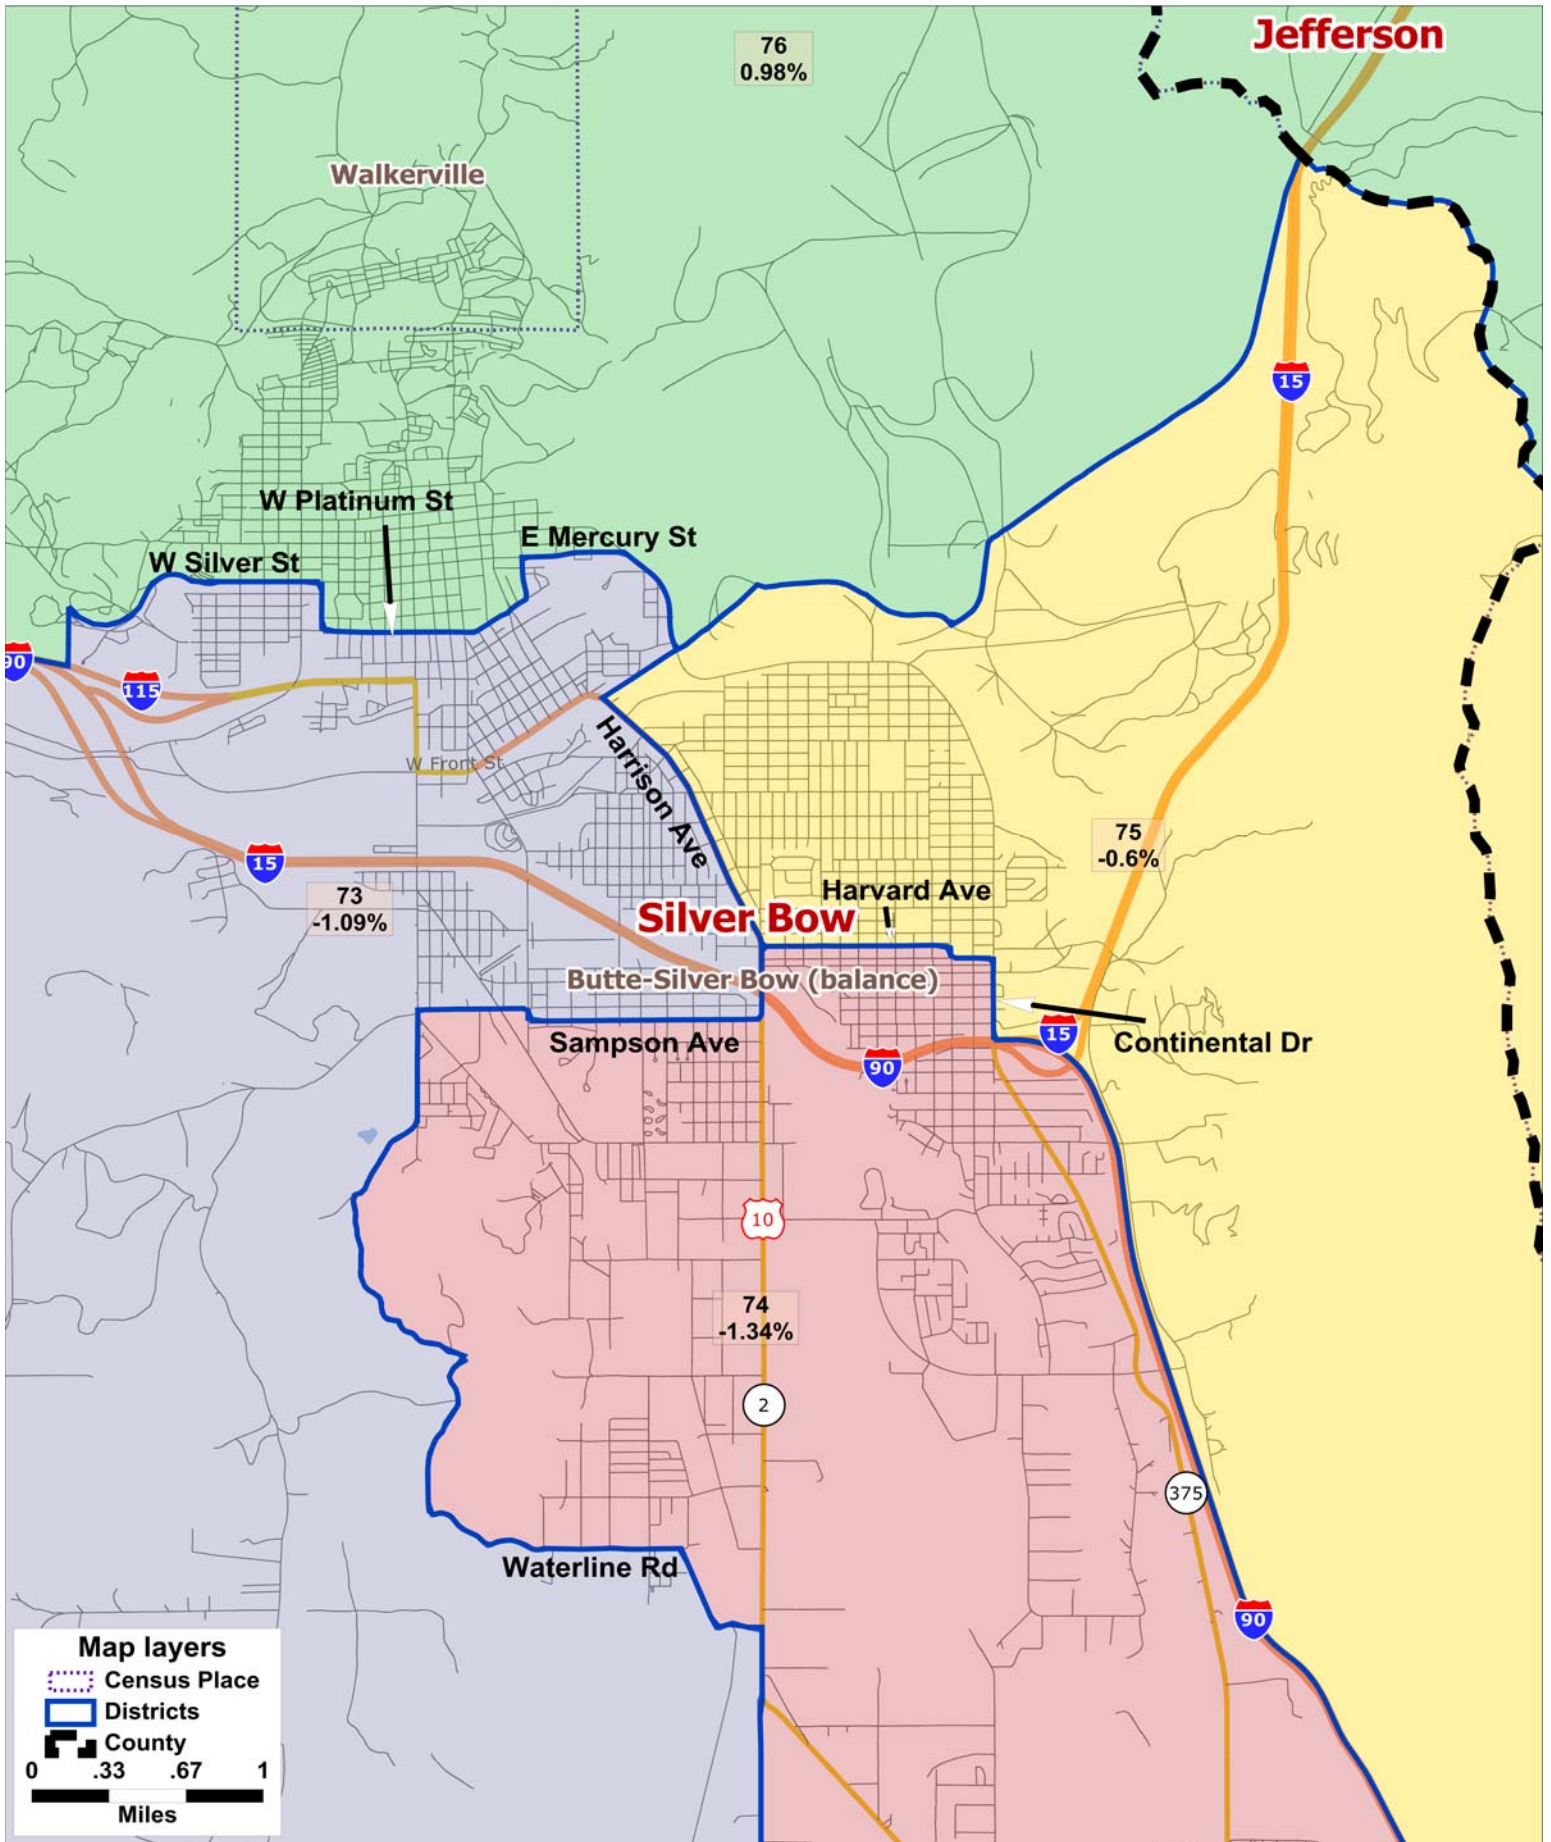 Jefferson
76
0.98%
Walkerville
15
W Platinum St
E Mercury St
W Silver St
90
115
Harrison Ave
W Front St
75
-0.6%
15
73
-1.09%
Harvard Ave
Silver Bow
Butte-Silver Bow (balance)
15
Sampson Ave
Continental Dr
90
10
74
-1.34%
2
375
Waterline Rd
90
Map layers
Census Place
Districts
County
0 .33 .67 1
Miles